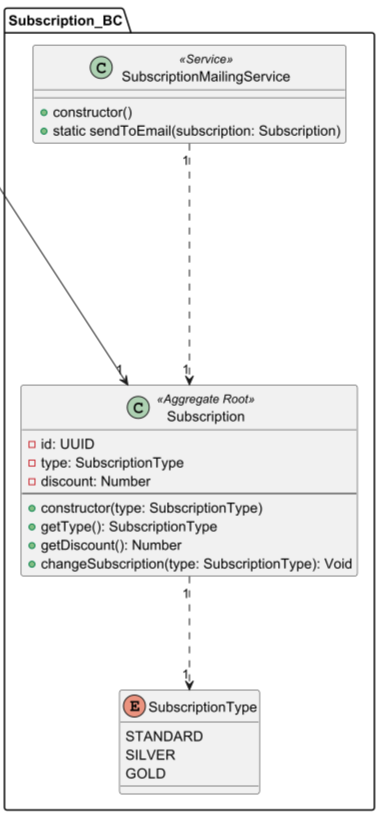 Subscription_BC
«Service»
C
SubscriptionMailingService
constructor()
static sendToEmail(subscription: Subscription)
1
1
1
«Aggregate Root»
C
Subscription
id: UUID
type: SubscriptionType
discount: Number
constructor(type: SubscriptionType)
getType(): SubscriptionType
getDiscount(): Number
changeSubscription(type: SubscriptionType): Void
1
1
E SubscriptionType
STANDARD
SILVER
GOLD